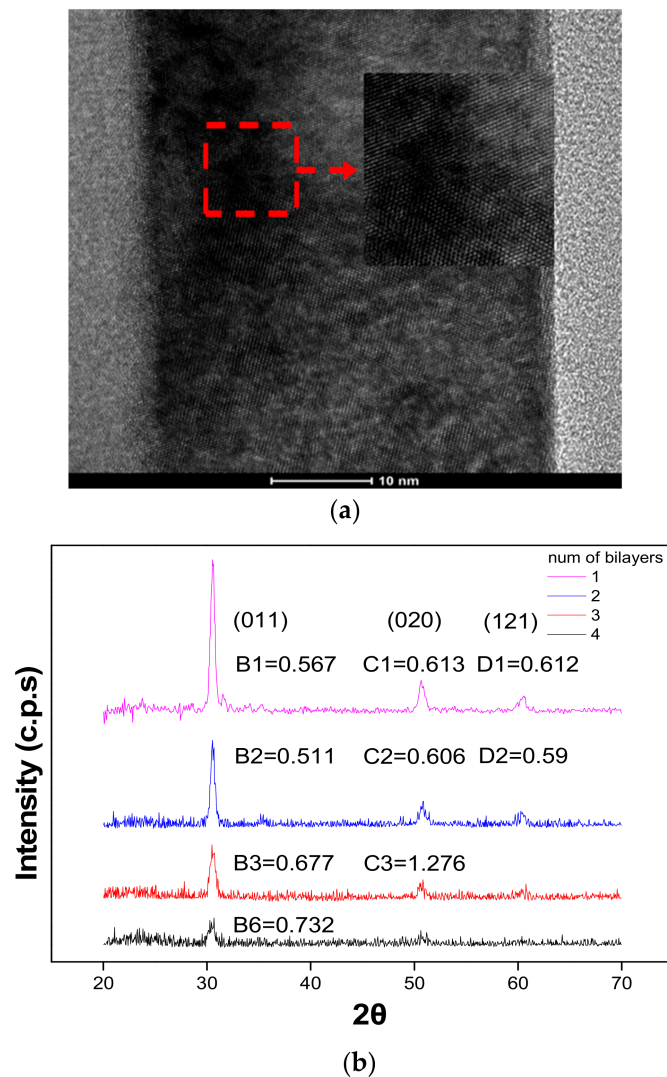 10 nm
(a)
num of bilayers
1
2
3
4
(011) (020) (121)
B1=0.567 C1=0.613 D1=0.612
B2=0.511 C2=0.606 D2=0.59
B3=0.677 C3=1.276
B6=0.732
Intensity (c.p.s)
20 30 40 50 60 70
2θ
(b)